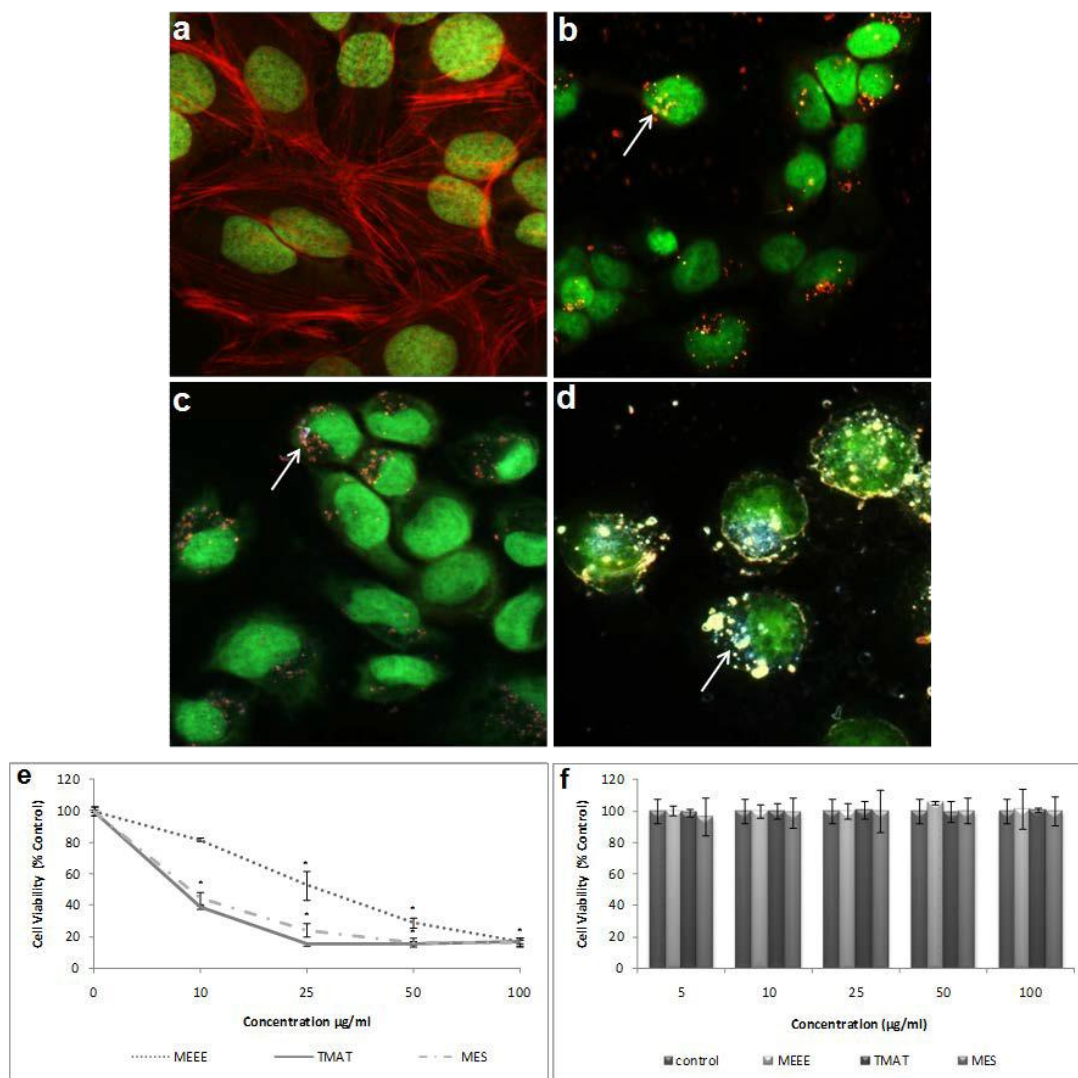 a
b
c
d
e
120
100
80
60
40
20
0
Cell Viability (% Control)
*
*
*
*
*
*
0 10 25 50 100
Concentration µg/ml
MEEE TMAT MES
f
120
100
80
60
40
20
0
Cell Viability (% Control)
5 10 25 50 100
Concentration (µg/ml)
control MEEE TMAT MES